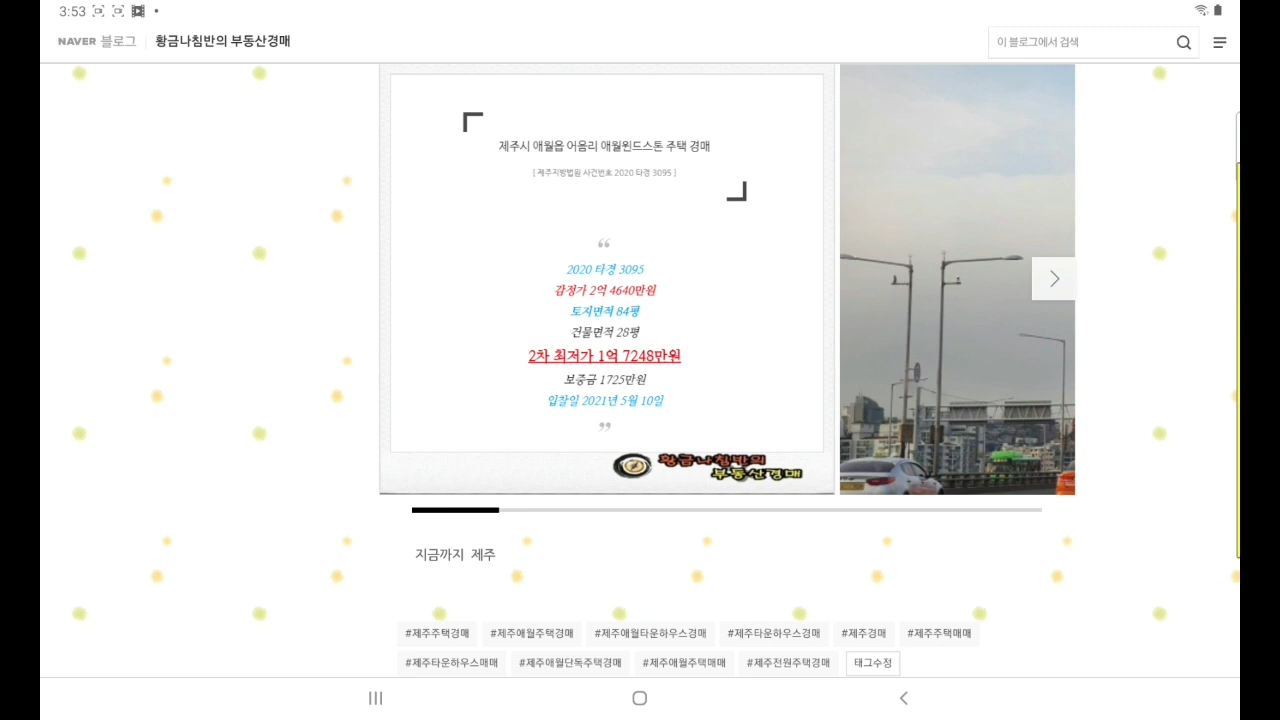 3:53
NAVER 블로그
황금나침반의 부동산경매
이 블로그에서 검색
제주시 애월읍 어음리 애월윈드스톤 주택 경매
[ 제주지방법원 사건번호 2020 타경 3095 ]
“
2020 타경 3095
감정가 2억 4640만원
토지면적 84평
건물면적 28평
2차 최저가 1억 7248만원
보증금 1725만원
입찰일 2021년 5월 10일
”
황금나침반의
부동산경매
지금까지 제주
#제주주택경매 #제주애월주택경매 #제주애월타운하우스경매 #제주타운하우스경매 #제주경매 #제주주택매매
#제주타운하우스매매 #제주애월단독주택경매 #제주애월주택매매 #제주전원주택경매 태그수정